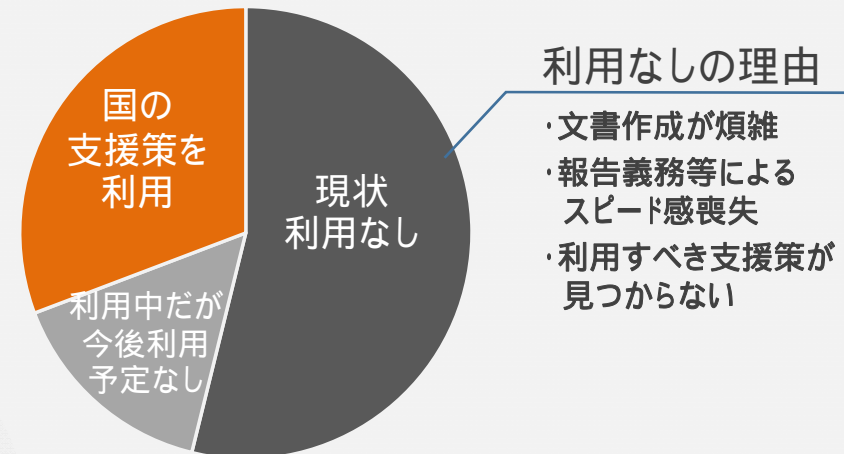 国の
支援策を
利用
現状
利用なし
利用中だが
今後利用
予定なし
利用なしの理由
・文書作成が煩雑
・報告義務等による
スピード感喪失
・利用すべき支援策が
見つからない